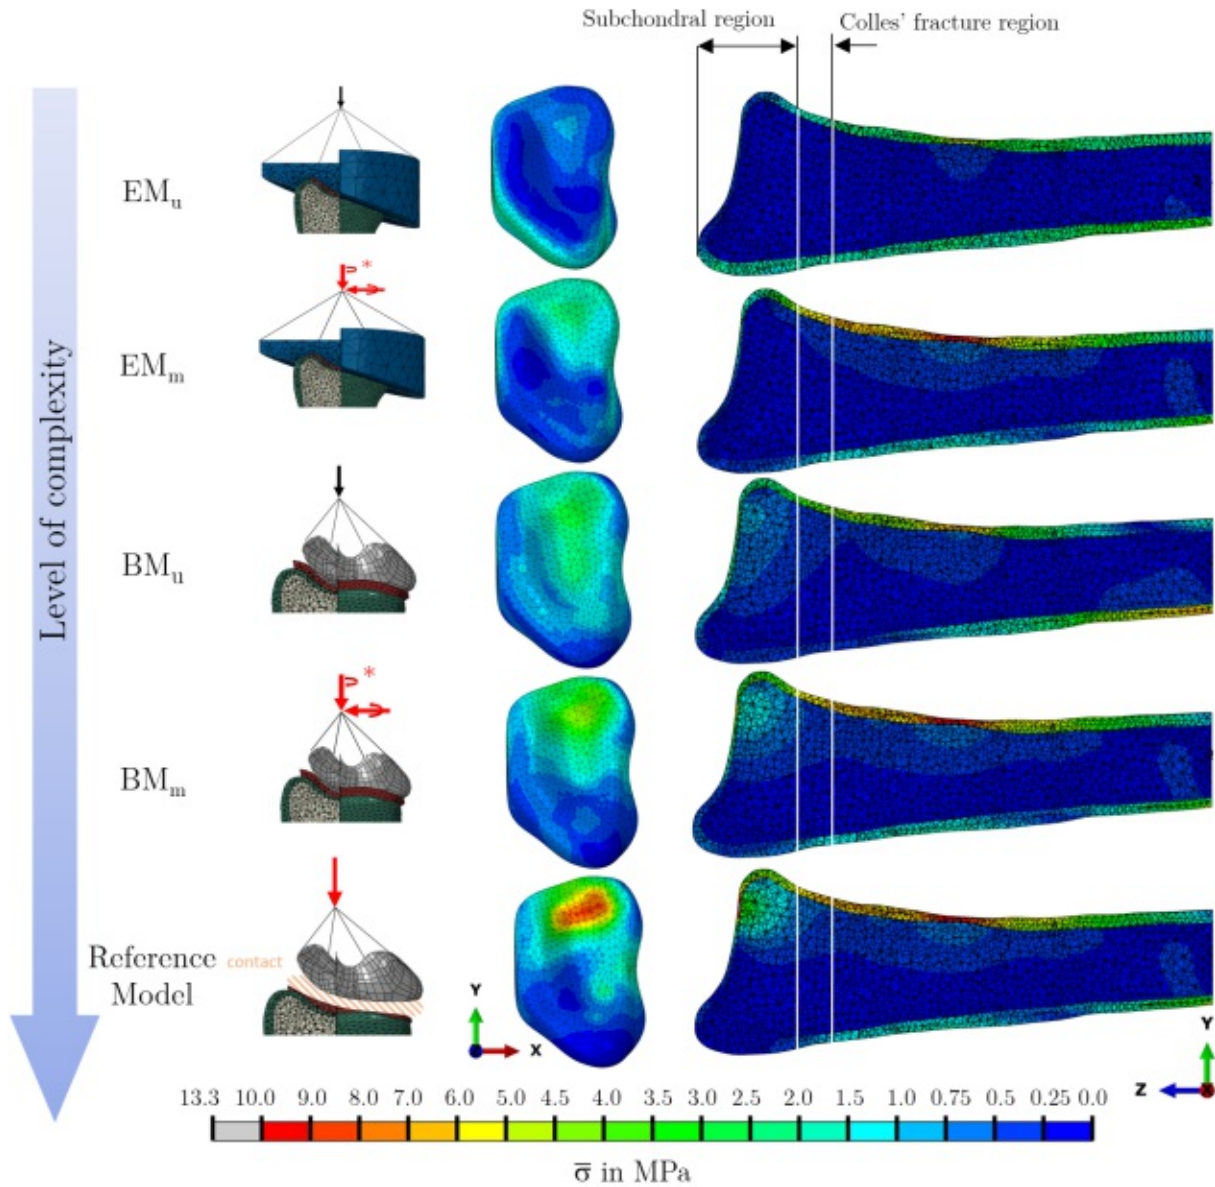 Subchondral region
Colles' fracture region
EMu
*
EMm
BMu
*
BMm
Reference
Model
contact
Level of complexity
Y
X
Y
Z
X
13.3 10.0 9.0 8.0 7.0 6.0 5.0 4.5 4.0 3.5 3.0 2.5 2.0 1.5 1.0 0.75 0.5 0.25 0.0
σ̅ in MPa